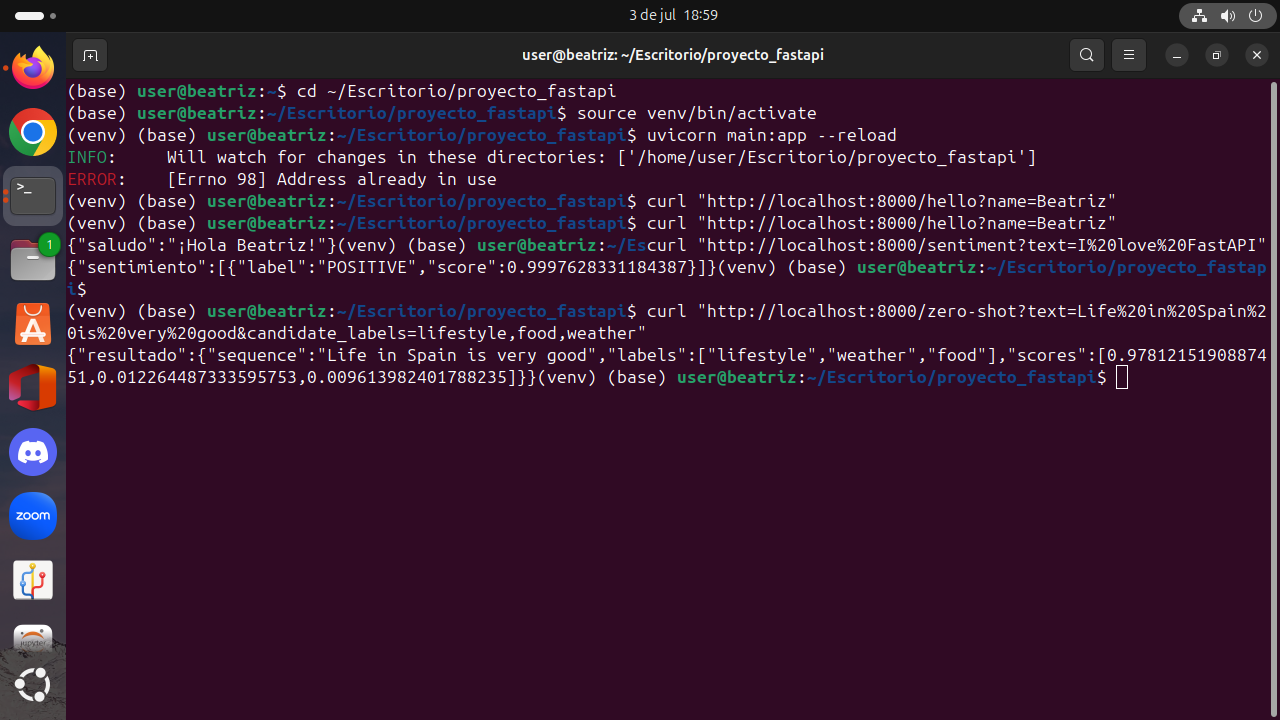 3 de jul 18:59
user@beatriz: ~/Escritorio/proyecto_fastapi
(base) user@beatriz:~$ cd ~/Escritorio/proyecto_fastapi
(base) user@beatriz:~/Escritorio/proyecto_fastapi$ source venv/bin/activate
(venv) (base) user@beatriz:~/Escritorio/proyecto_fastapi$ uvicorn main:app --reload
INFO:     Will watch for changes in these directories: ['/home/user/Escritorio/proyecto_fastapi']
ERROR:    [Errno 98] Address already in use
(venv) (base) user@beatriz:~/Escritorio/proyecto_fastapi$ curl "http://localhost:8000/hello?name=Beatriz"
(venv) (base) user@beatriz:~/Escritorio/proyecto_fastapi$ curl "http://localhost:8000/hello?name=Beatriz"
{"saludo":"¡Hola Beatriz!"}(venv) (base) user@beatriz:~/Escurl "http://localhost:8000/sentiment?text=I%20love%20FastAPI"
{"sentimiento":[{"label":"POSITIVE","score":0.9997628331184387}]}(venv) (base) user@beatriz:~/Escritorio/proyecto_fastap
i$
(venv) (base) user@beatriz:~/Escritorio/proyecto_fastapi$ curl "http://localhost:8000/zero-shot?text=Life%20in%20Spain%2
0is%20very%20good&candidate_labels=lifestyle,food,weather"
{"resultado":{"sequence":"Life in Spain is very good","labels":["lifestyle","weather","food"],"scores":[0.97812151908874
51,0.012264487333595753,0.009613982401788235]}}(venv) (base) user@beatriz:~/Escritorio/proyecto_fastapi$
>_
1
zoom
jupyter